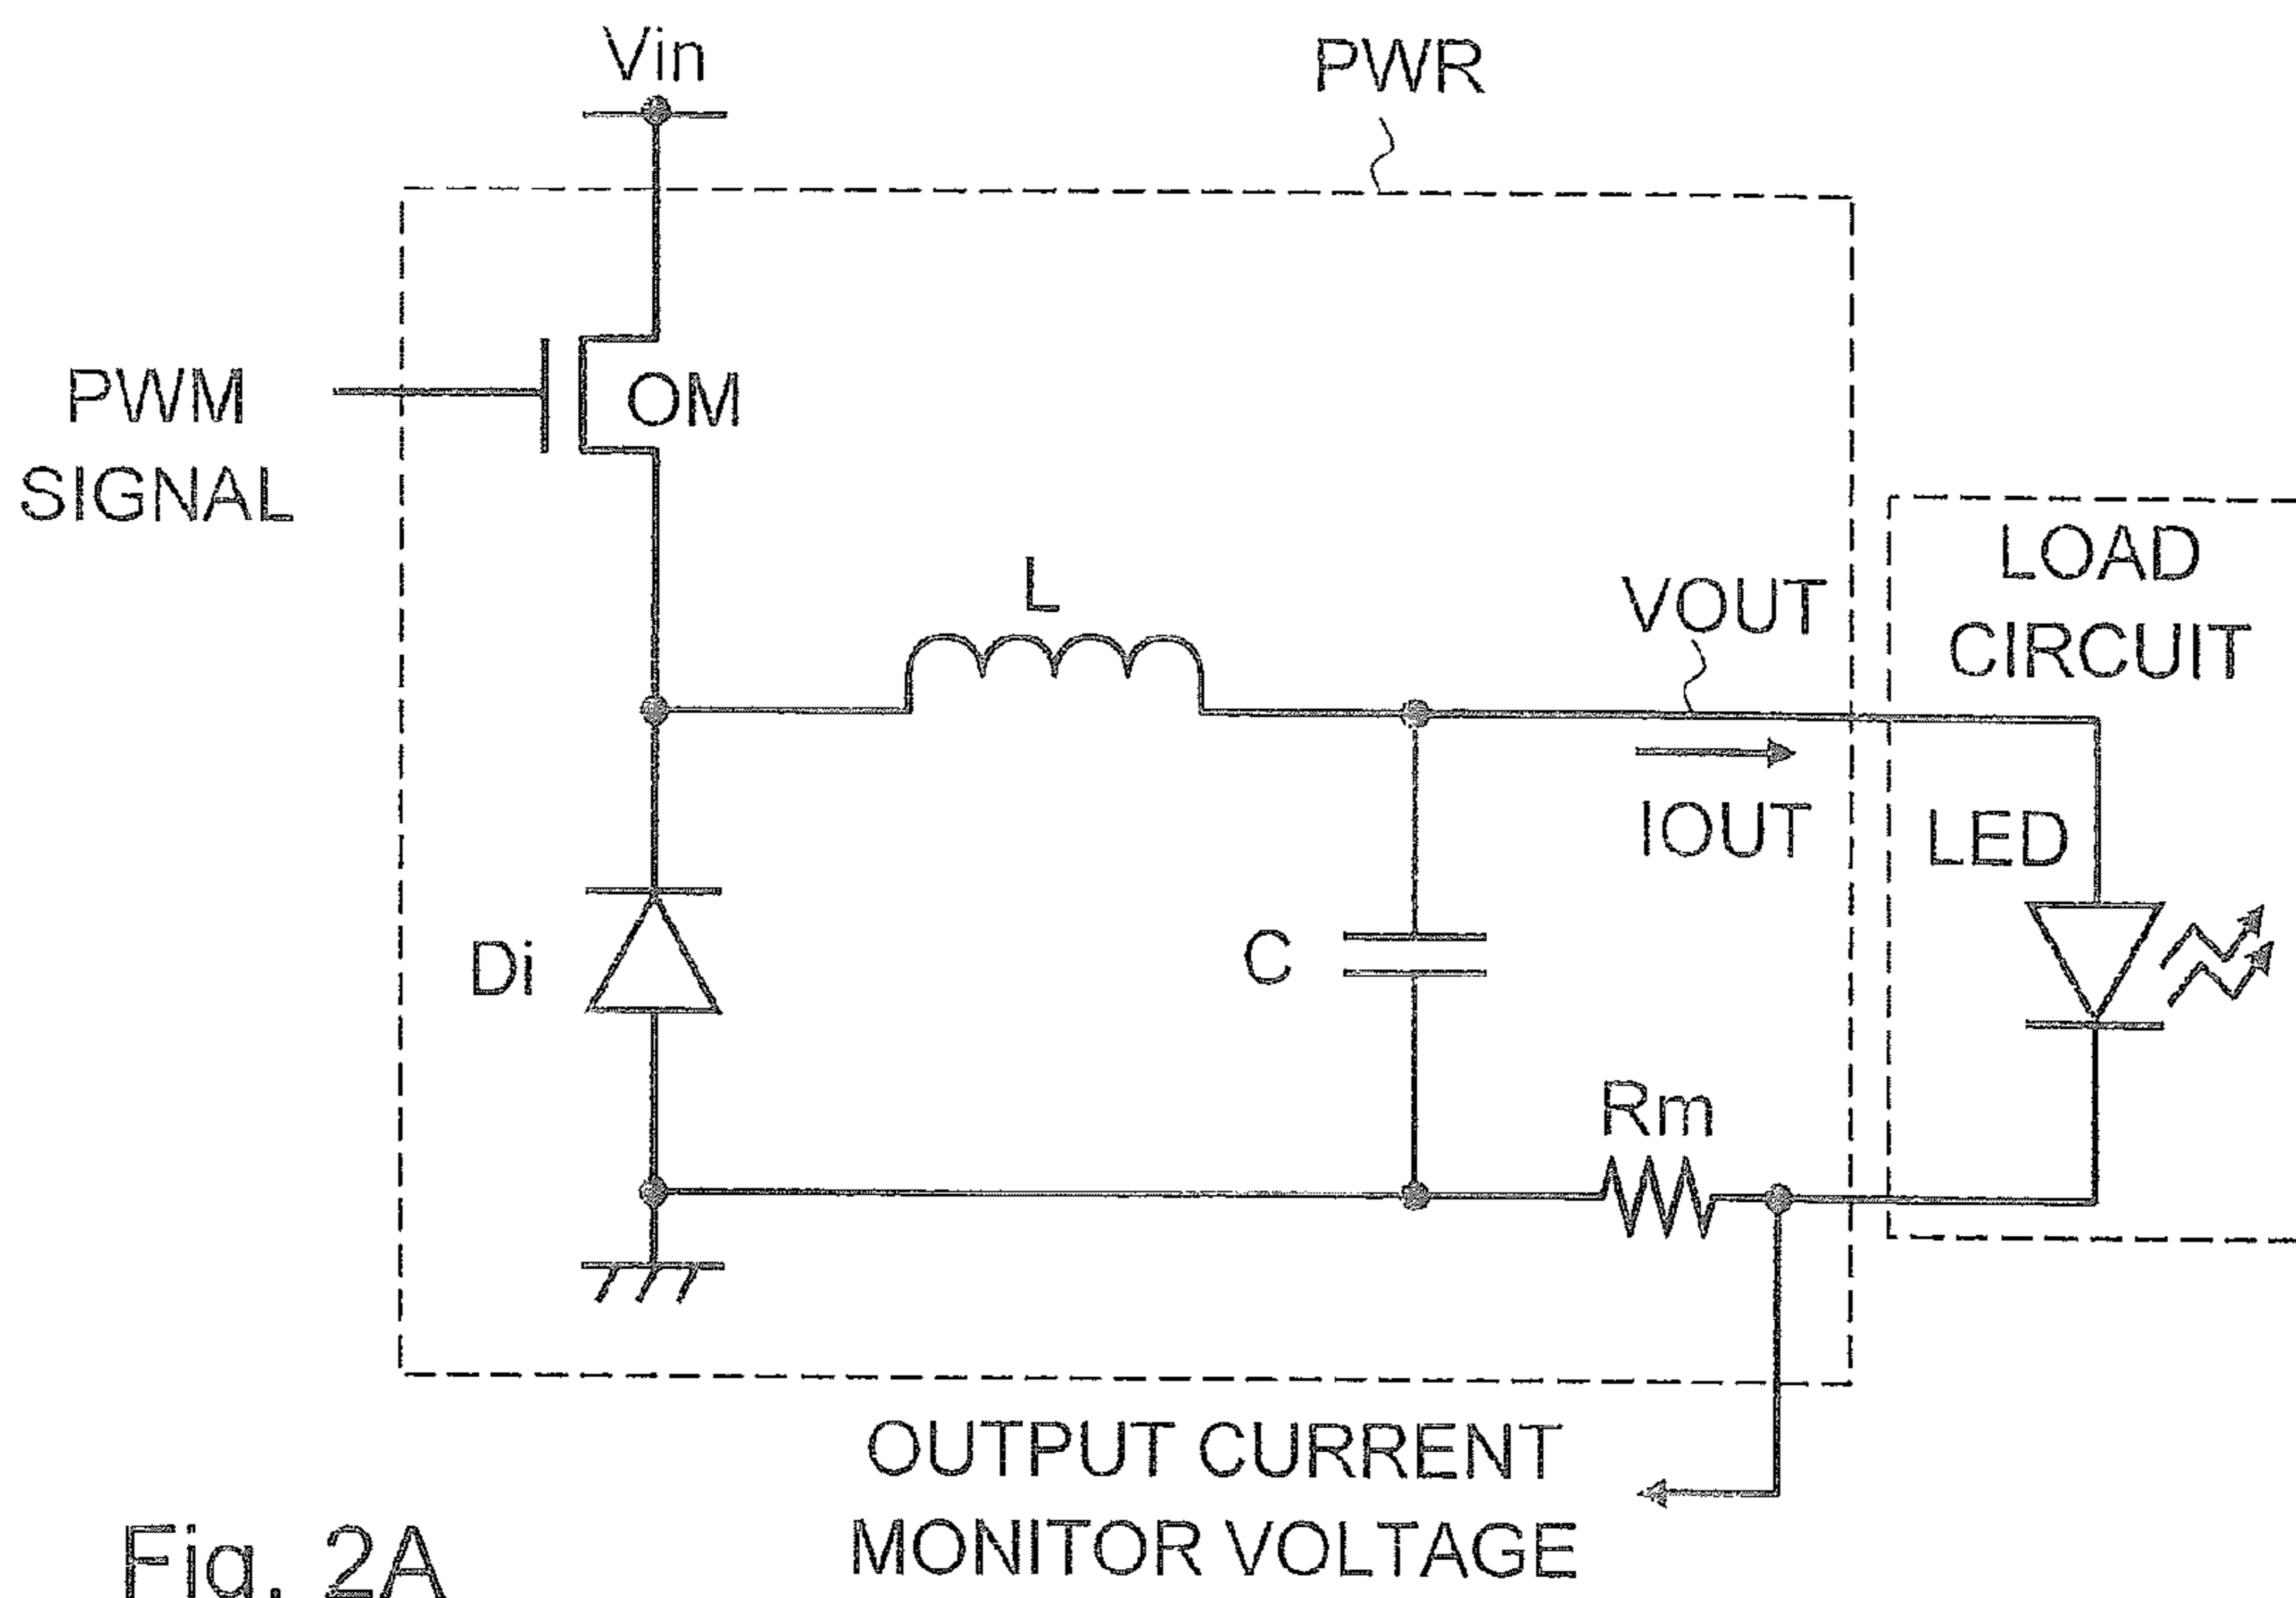 Vin
PWR
PWM
SIGNAL
OM
L
VOUT
LOAD
CIRCUIT
IOUT
LED
Di
C
Rm
OUTPUT CURRENT
MONITOR VOLTAGE
Fig. 2A